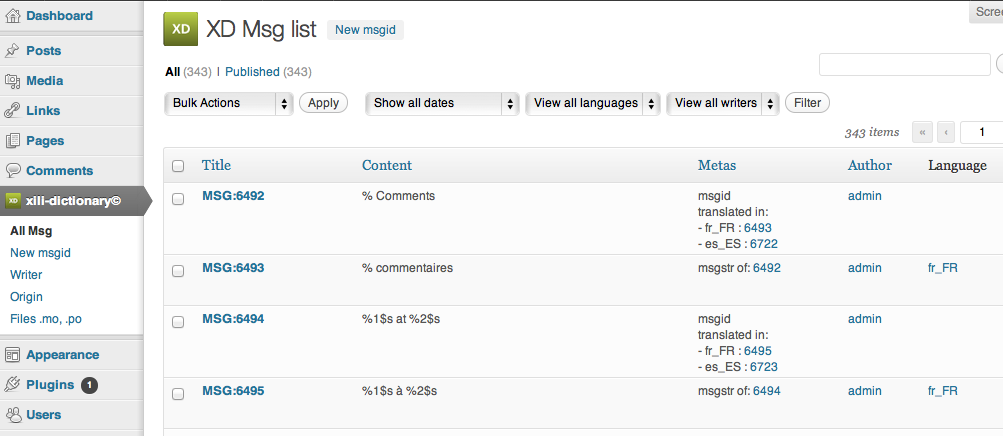 Dashboard
Posts
Media
Links
Pages
Comments
XD xili-dictionary©
All Msg
New msgid
Writer
Origin
Files .mo, .po
Appearance
Plugins 1
Users
XD XD Msg list New msgid
Scree
All (343) | Published (343)
Bulk Actions Apply Show all dates View all languages View all writers Filter
343 items « ‹ 1
Title Content Metas Author Language
MSG:6492 % Comments msgid admin
translated in:
- fr_FR : 6493
- es_ES : 6722
MSG:6493 % commentaires msgstr of: 6492 admin fr_FR
MSG:6494 %1$s at %2$s msgid admin
translated in:
- fr_FR : 6495
- es_ES : 6723
MSG:6495 %1$s à %2$s msgstr of: 6494 admin fr_FR